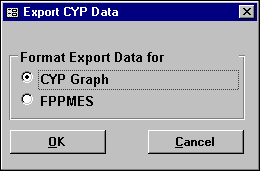 Export CYP Data
Format Export Data for
CYP Graph
FPPMES
OK
Cancel